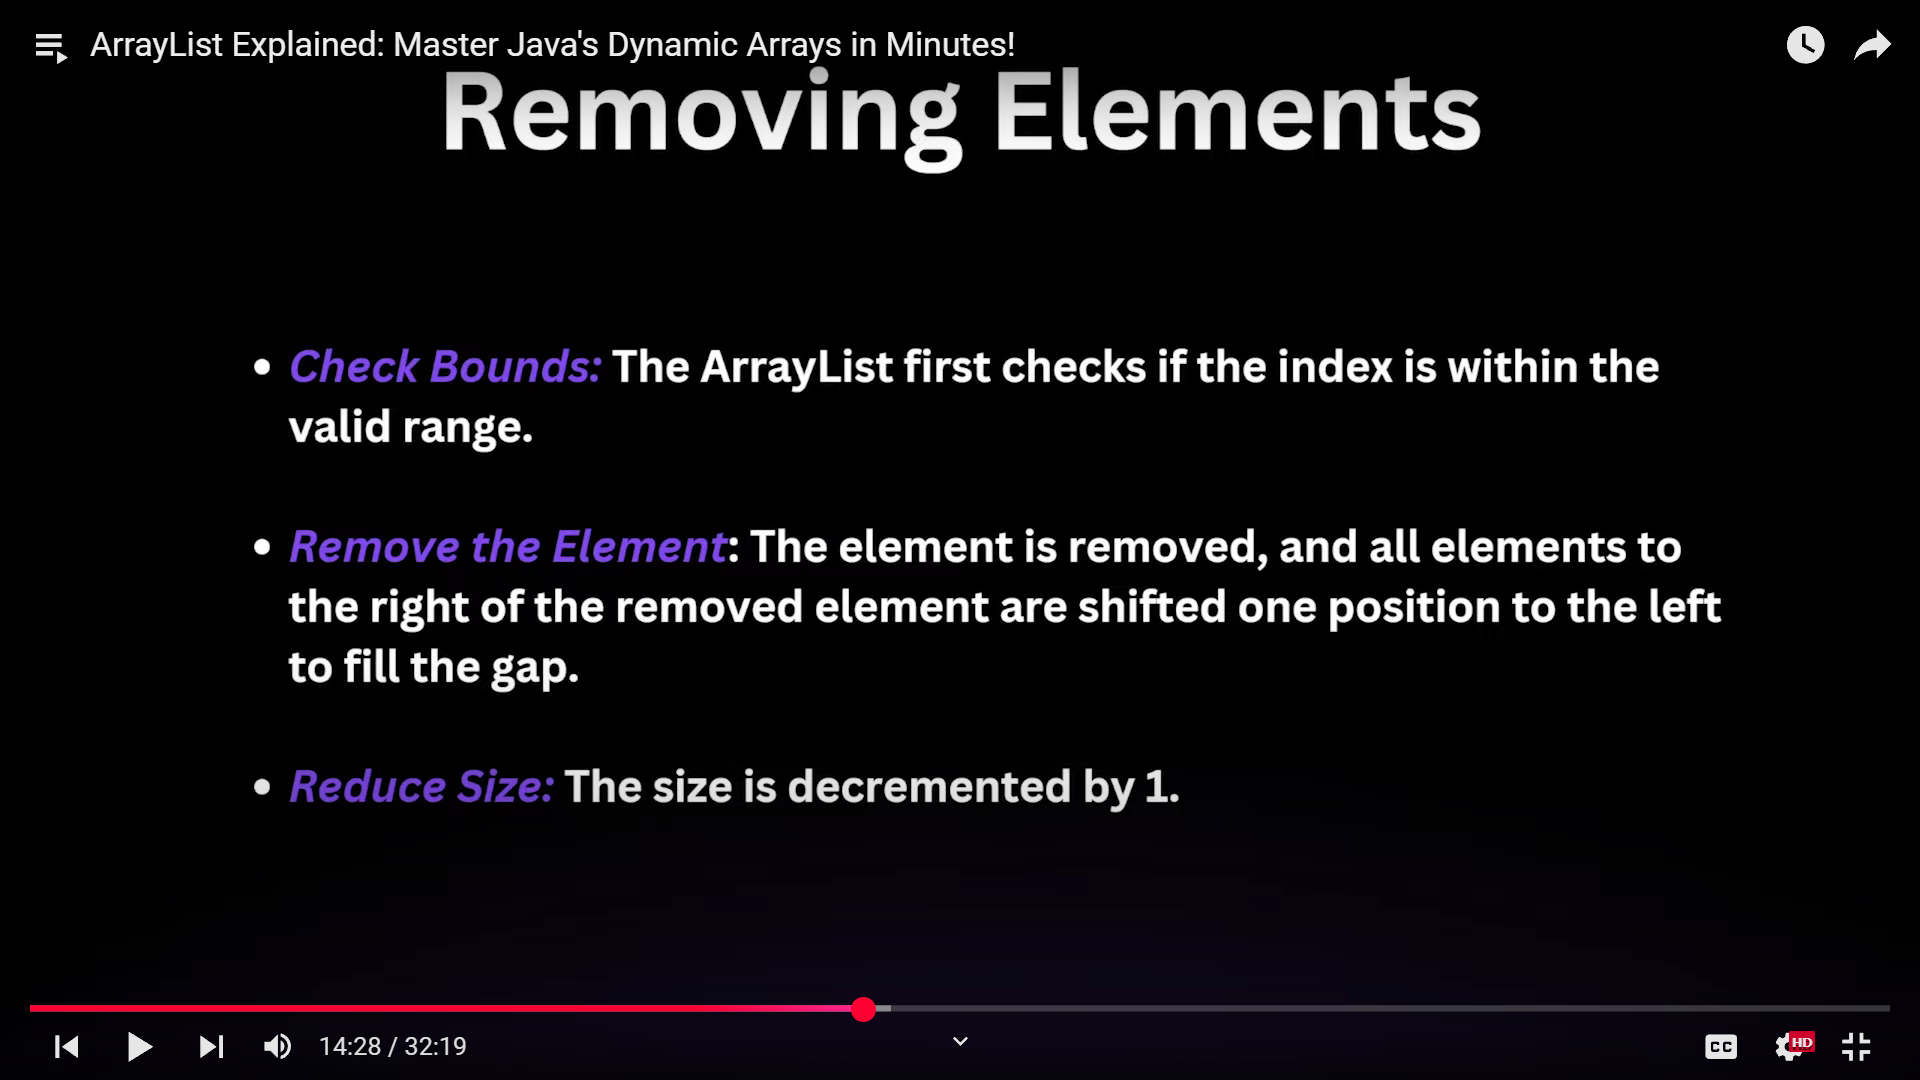 ArrayList Explained: Master Java's Dynamic Arrays in Minutes!
Removing Elements
• Check Bounds: The ArrayList first checks if the index is within the
valid range.
• Remove the Element: The element is removed, and all elements to
the right of the removed element are shifted one position to the left
to fill the gap.
• Reduce Size: The size is decremented by 1.
14:28 / 32:19
CC
HD